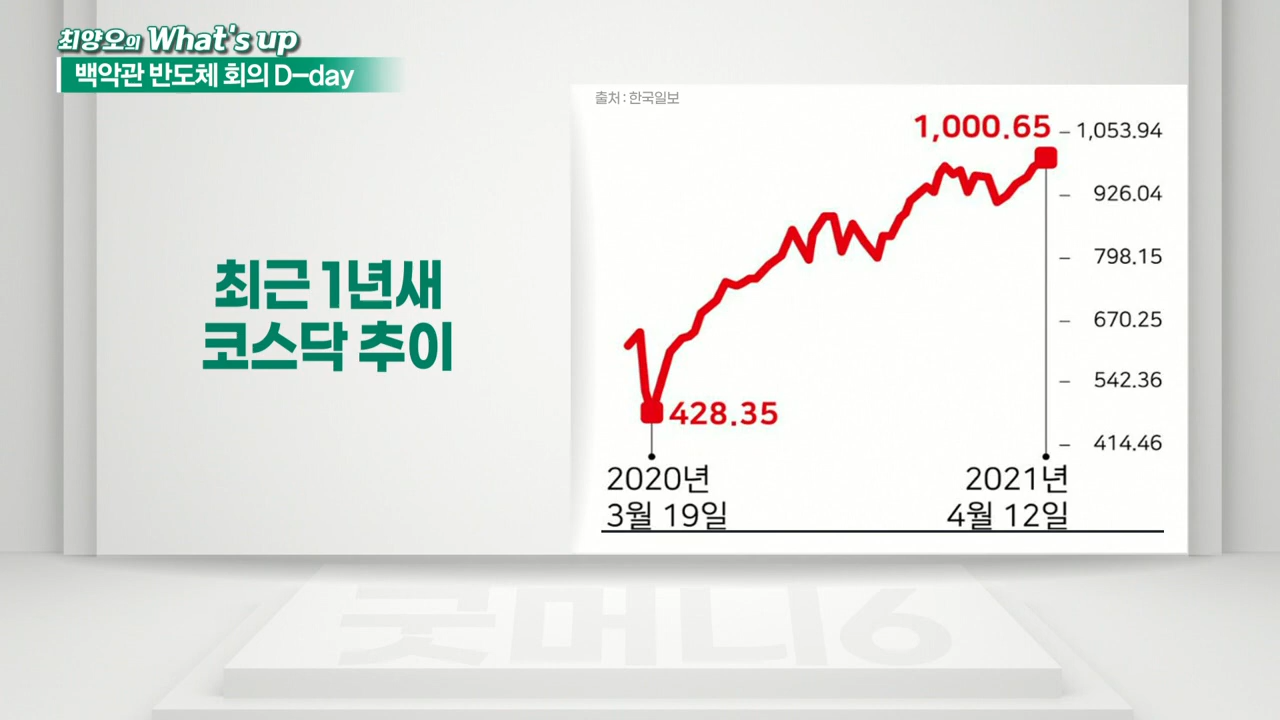 최양오의 What's up
백악관 반도체 회의 D-day
출처 : 한국일보
최근 1년새
코스닥 추이
1,000.65
1,053.94
926.04
798.15
670.25
542.36
414.46
428.35
2020년
3월 19일
2021년
4월 12일
굿머니6